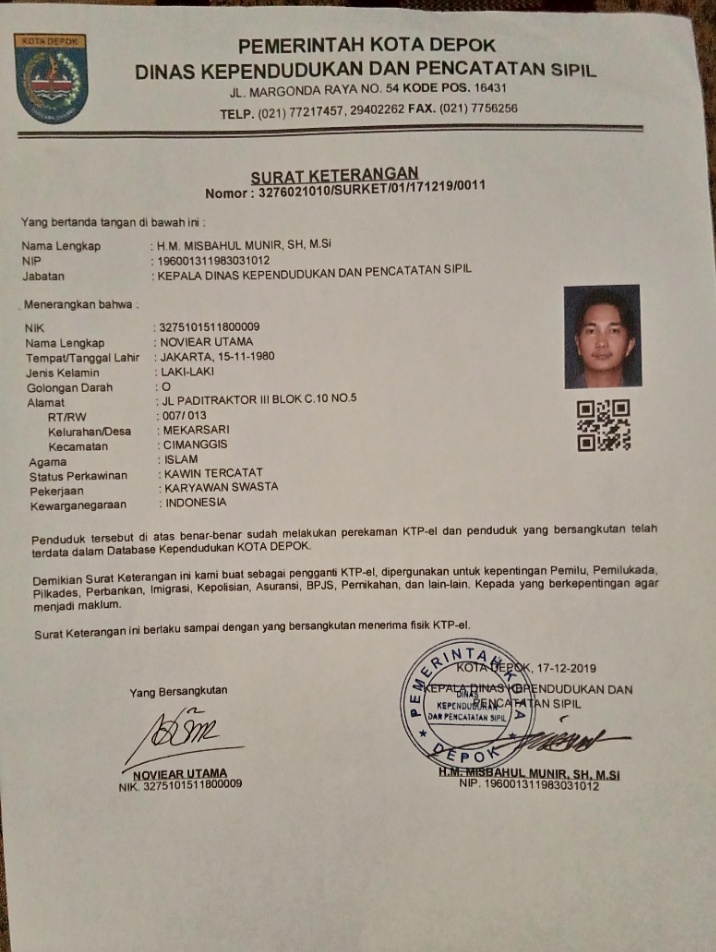 KOTA DEPOK
PEMERINTAH KOTA DEPOK
DINAS KEPENDUDUKAN DAN PENCATATAN SIPIL
JL. MARGONDA RAYA NO. 54 KODE POS. 16431
TELP. (021) 77217457, 29402262 FAX. (021) 7756256
SURAT KETERANGAN
Nomor : 3276021010/SURKET/01/171219/0011
Yang bertanda tangan di bawah ini :
Nama Lengkap : H.M. MISBAHUL MUNIR, SH, M.Si
NIP : 196001311983031012
Jabatan : KEPALA DINAS KEPENDUDUKAN DAN PENCATATAN SIPIL
Menerangkan bahwa :
NIK : 3275101511800009
Nama Lengkap : NOVIEAR UTAMA
Tempat/Tanggal Lahir : JAKARTA, 15-11-1980
Jenis Kelamin : LAKI-LAKI
Golongan Darah : O
Alamat : JL PADITRAKTOR III BLOK C.10 NO.5
RT/RW : 007/ 013
Kelurahan/Desa : MEKARSARI
Kecamatan : CIMANGGIS
Agama : ISLAM
Status Perkawinan : KAWIN TERCATAT
Pekerjaan : KARYAWAN SWASTA
Kewarganegaraan : INDONESIA
Penduduk tersebut di atas benar-benar sudah melakukan perekaman KTP-el dan penduduk yang bersangkutan telah
terdata dalam Database Kependudukan KOTA DEPOK.
Demikian Surat Keterangan ini kami buat sebagai pengganti KTP-el, dipergunakan untuk kepentingan Pemilu, Pemilukada,
Pilkades, Perbankan, Imigrasi, Kepolisian, Asuransi, BPJS, Pernikahan, dan lain-lain. Kepada yang berkepentingan agar
menjadi maklum.
Surat Keterangan ini berlaku sampai dengan yang bersangkutan menerima fisik KTP-el.
KOTA DEPOK, 17-12-2019
Yang Bersangkutan
KEPALA DINAS KEPENDUDUKAN DAN
PENCATATAN SIPIL
PEMERINTAH KOTA
DINAS
KEPENDUDUKAN
DAN PENCATATAN SIPIL
DEPOK
NOVIEAR UTAMA
NIK. 3275101511800009
H.M. MISBAHUL MUNIR, SH, M.Si
NIP. 196001311983031012